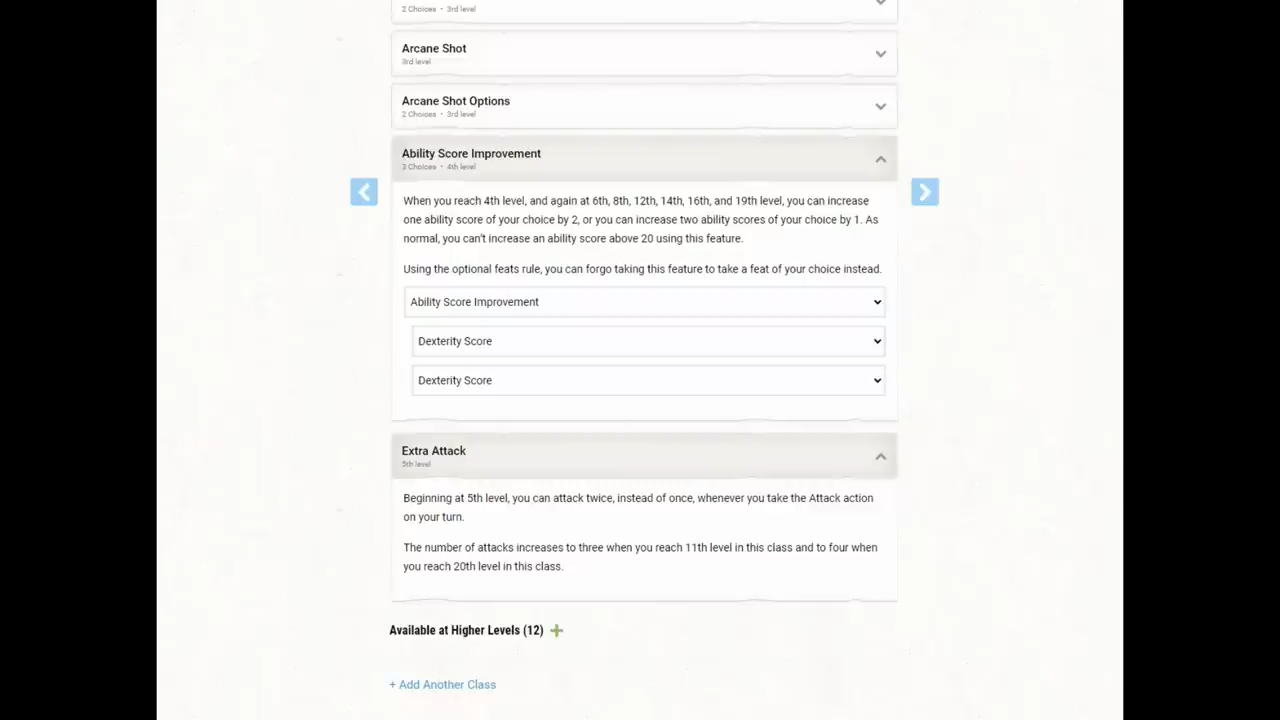 2 Choices • 3rd level
Arcane Shot
3rd level
Arcane Shot Options
2 Choices • 3rd level
Ability Score Improvement
3 Choices • 4th level
When you reach 4th level, and again at 6th, 8th, 12th, 14th, 16th, and 19th level, you can increase
one ability score of your choice by 2, or you can increase two ability scores of your choice by 1. As
normal, you can't increase an ability score above 20 using this feature.
Using the optional feats rule, you can forgo taking this feature to take a feat of your choice instead.
Ability Score Improvement
Dexterity Score
Dexterity Score
Extra Attack
5th level
Beginning at 5th level, you can attack twice, instead of once, whenever you take the Attack action
on your turn.
The number of attacks increases to three when you reach 11th level in this class and to four when
you reach 20th level in this class.
Available at Higher Levels (12)
+ Add Another Class